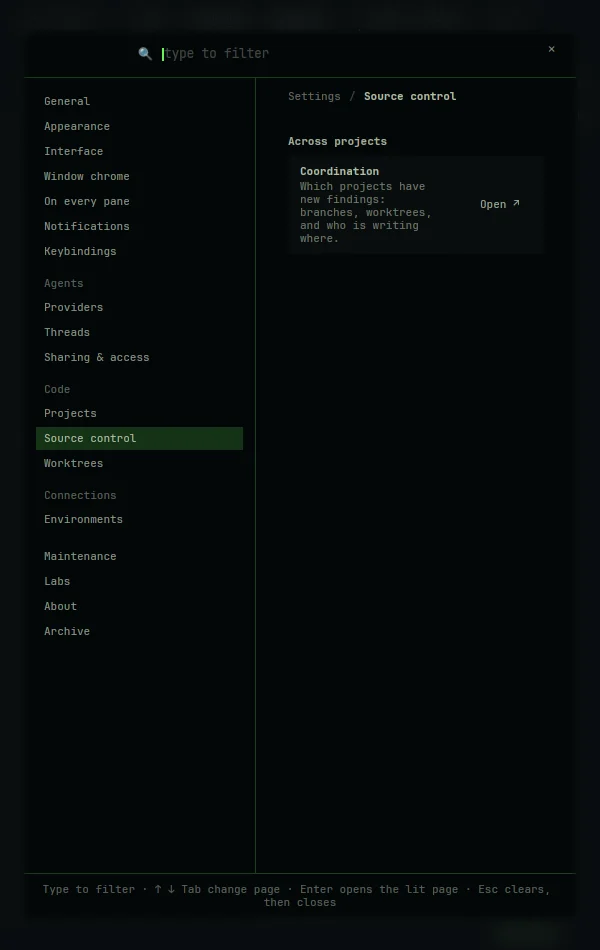 type to filter
×
General
Appearance
Interface
Window chrome
On every pane
Notifications
Keybindings
Agents
Providers
Threads
Sharing & access
Code
Projects
Source control
Worktrees
Connections
Environments
Maintenance
Labs
About
Archive
Settings / Source control
Across projects
Coordination
Which projects have
new findings:
branches, worktrees,
and who is writing
where.
Open ↗
Type to filter · ↑ ↓ Tab change page · Enter opens the lit page · Esc clears,
then closes